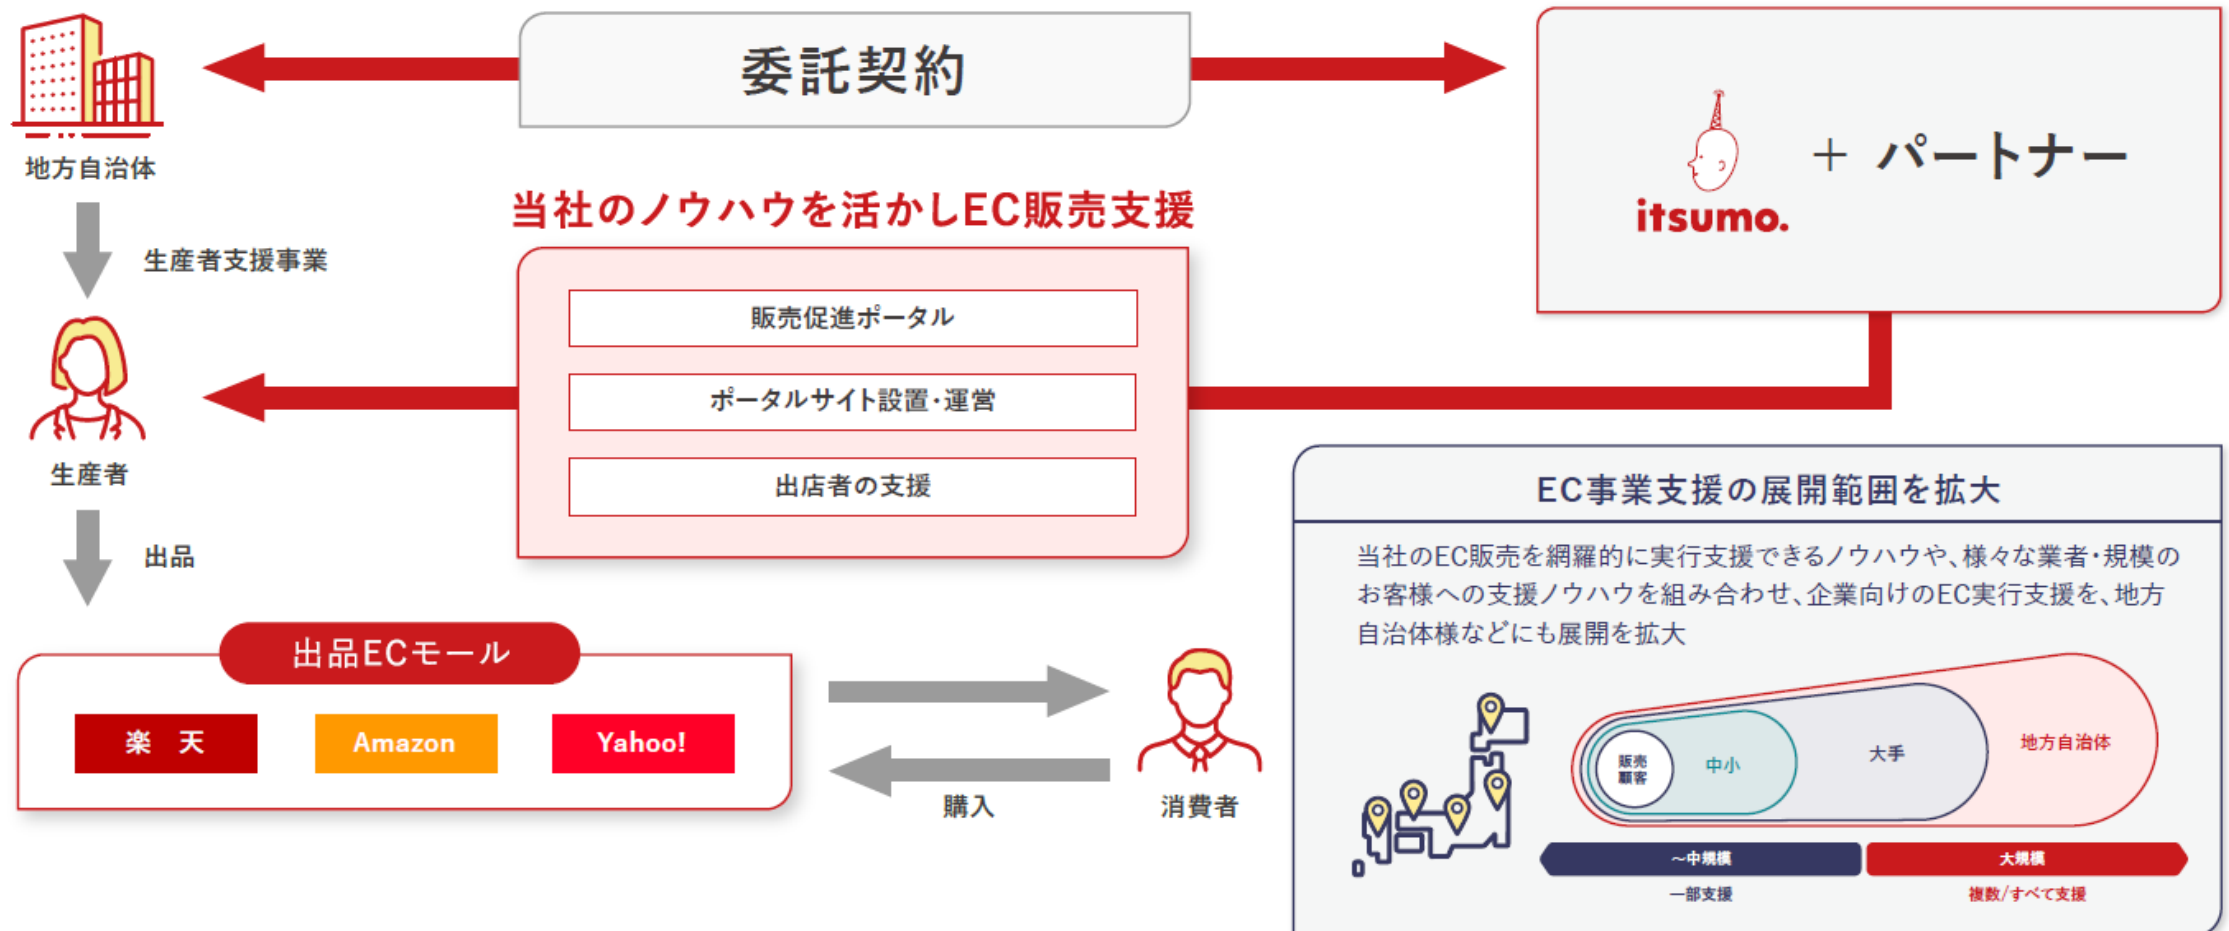 委託契約
地方自治体
itsumo.
+ パートナー
生産者支援事業
当社のノウハウを活かしEC販売支援
販売促進ポータル
ポータルサイト設置・運営
出店者の支援
生産者
出品
出品ECモール
楽 天
Amazon
Yahoo!
購入
消費者
EC事業支援の展開範囲を拡大
当社のEC販売を網羅的に実行支援できるノウハウや、様々な業者・規模の
お客様への支援ノウハウを組み合わせ、企業向けのEC実行支援を、地方
自治体様などにも展開を拡大
販売
顧客
中小
大手
地方自治体
～中規模
大規模
一部支援
複数/すべて支援